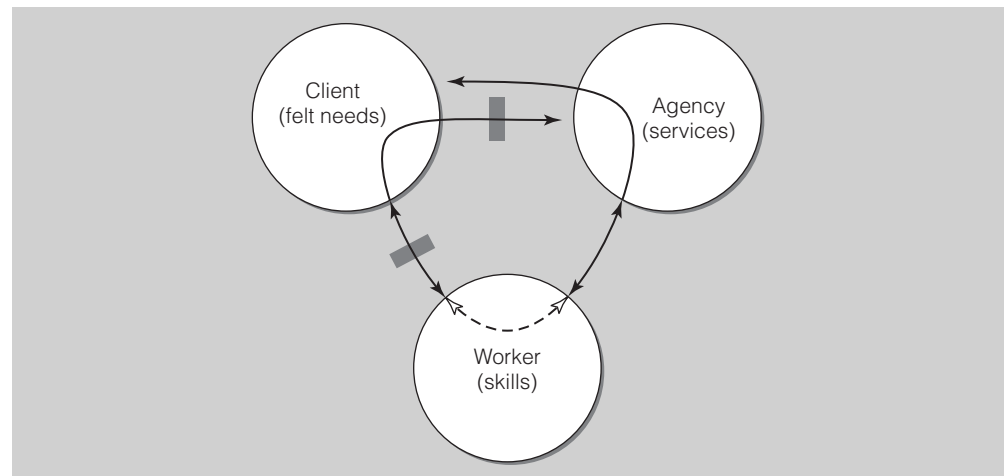 Client
(felt needs)
Agency
(services)
Worker
(skills)